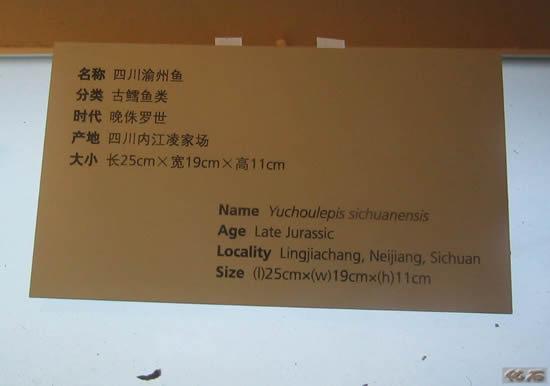 名称 四川渝州鱼
分类 古鳕鱼类
时代 晚侏罗世
产地 四川内江凌家场
大小 长25cm×宽19cm×高11cm
Name Yuchoulepis sichuanensis
Age Late Jurassic
Locality Lingjiachang, Neijiang, Sichuan
Size (l)25cm×(w)19cm×(h)11cm
化石